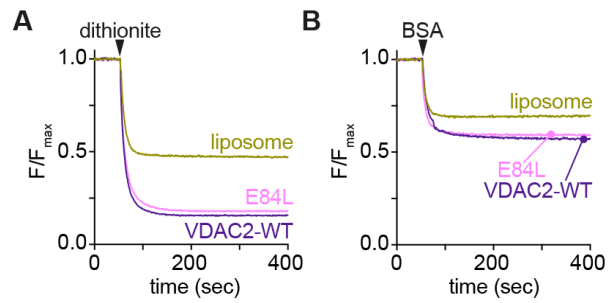 A
dithionite
1.0
0.5
0.0
F/Fmax
liposome
E84L
VDAC2-WT
0
200
400
time (sec)
B
BSA
1.0
0.5
0.0
F/Fmax
liposome
E84L
VDAC2-WT
0
200
400
time (sec)